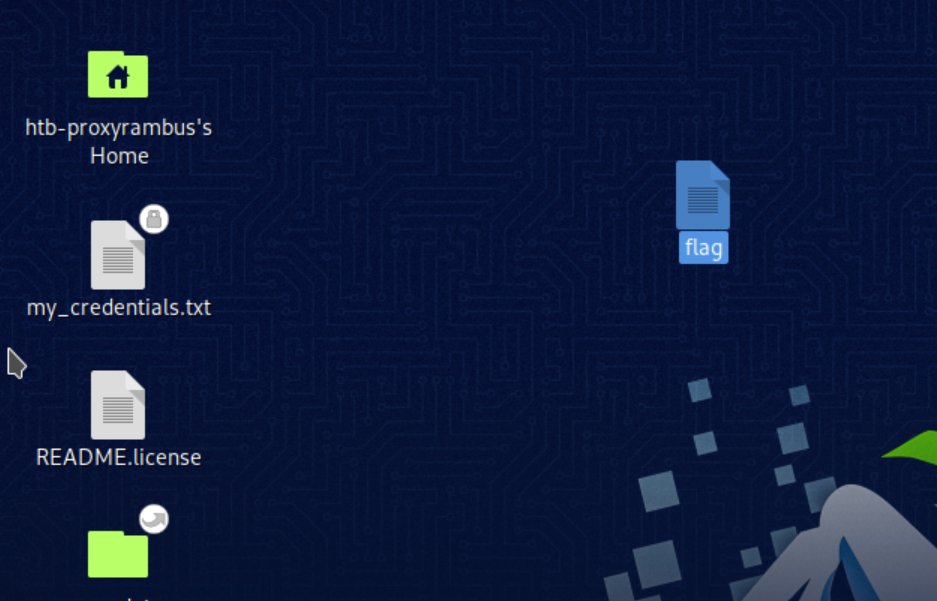 htb-proxyrambus's
Home
flag
my_credentials.txt
README.license